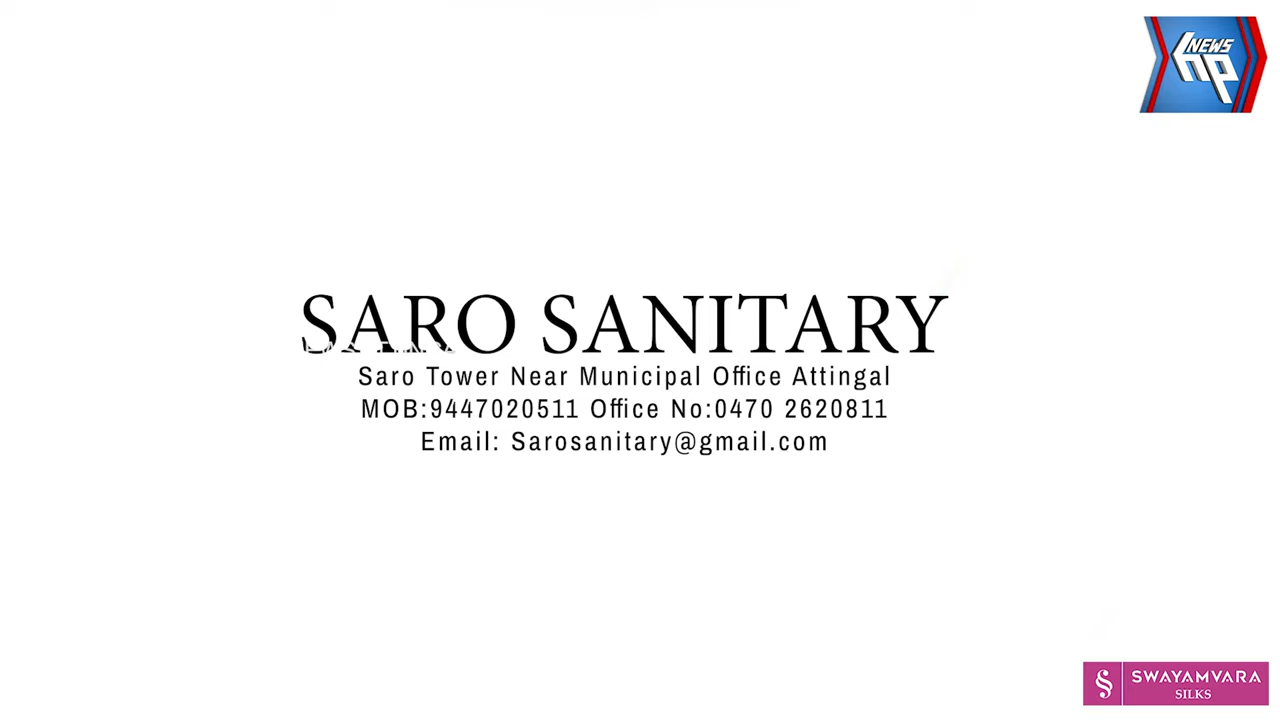 NEWS
np
SARO SANITARY
Saro Tower Near Municipal Office Attingal
MOB:9447020511 Office No:0470 2620811
Email: Sarosanitary@gmail.com
SWAYAMVARA
SILKS